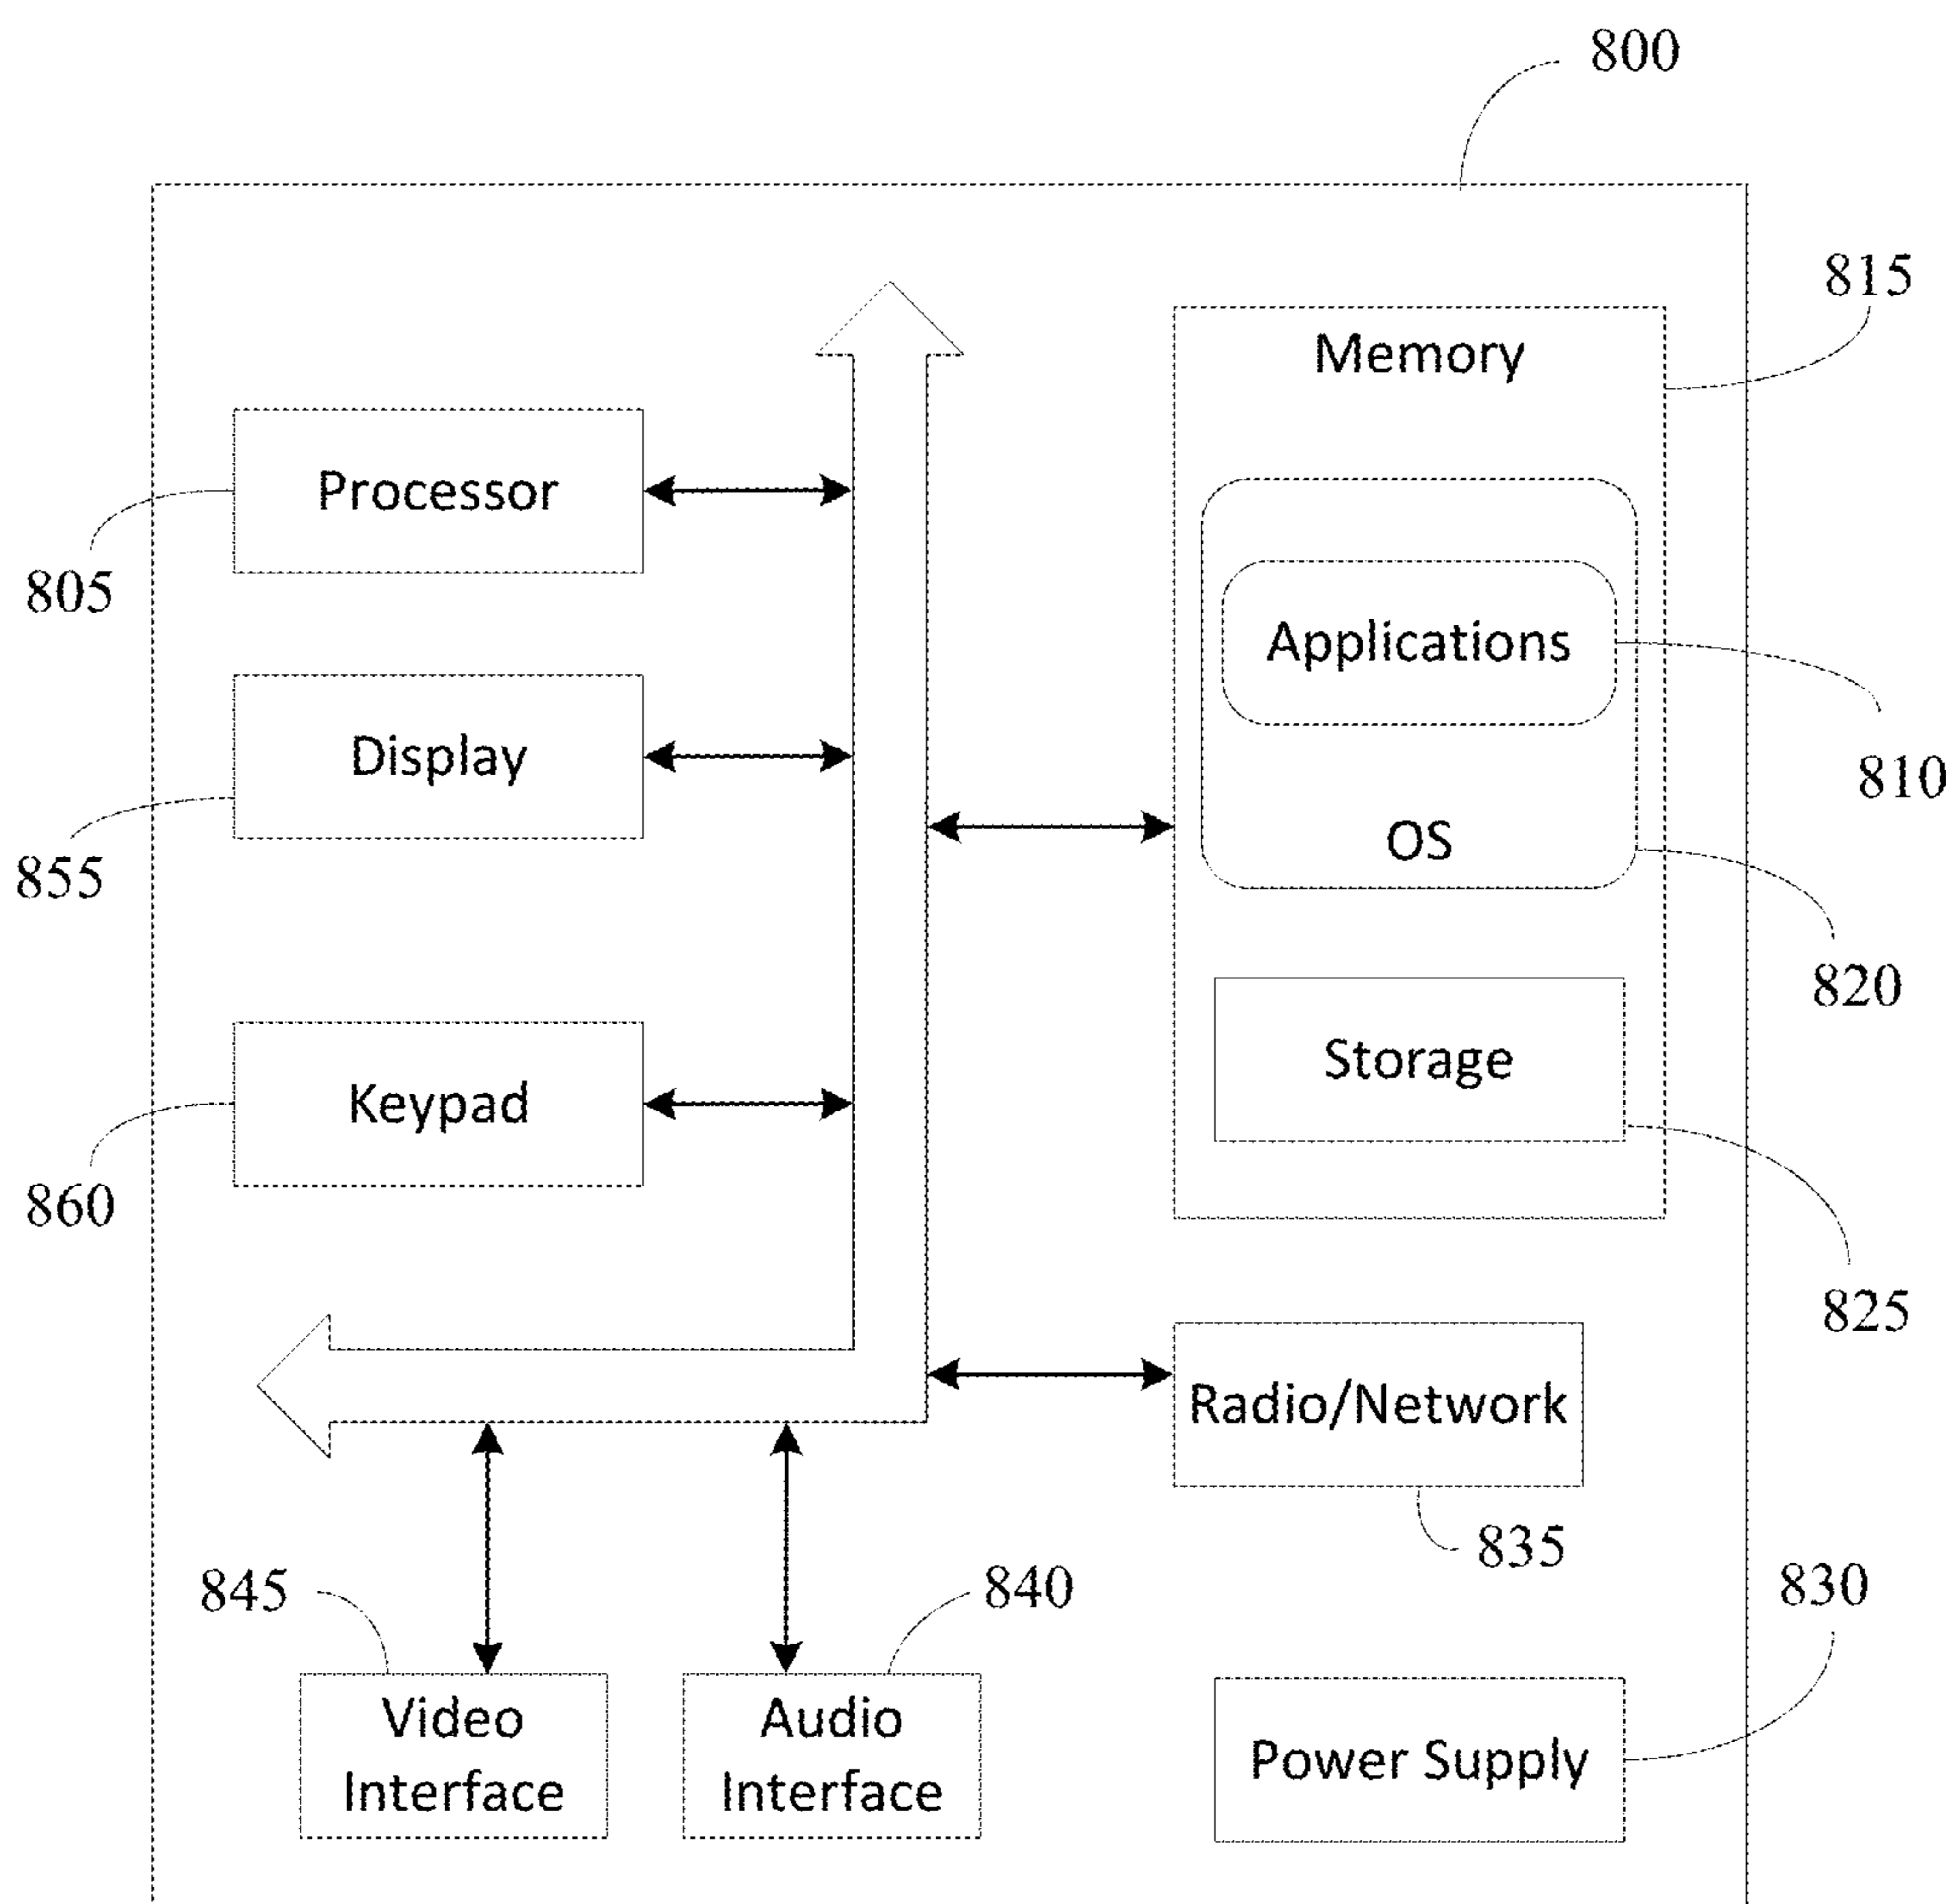 800
815
Memory
Processor
805
Applications
Display
810
855
OS
820
Storage
Keypad
860
825
Radio/Network
835
845
840
830
Video
Interface
Audio
Interface
Power Supply